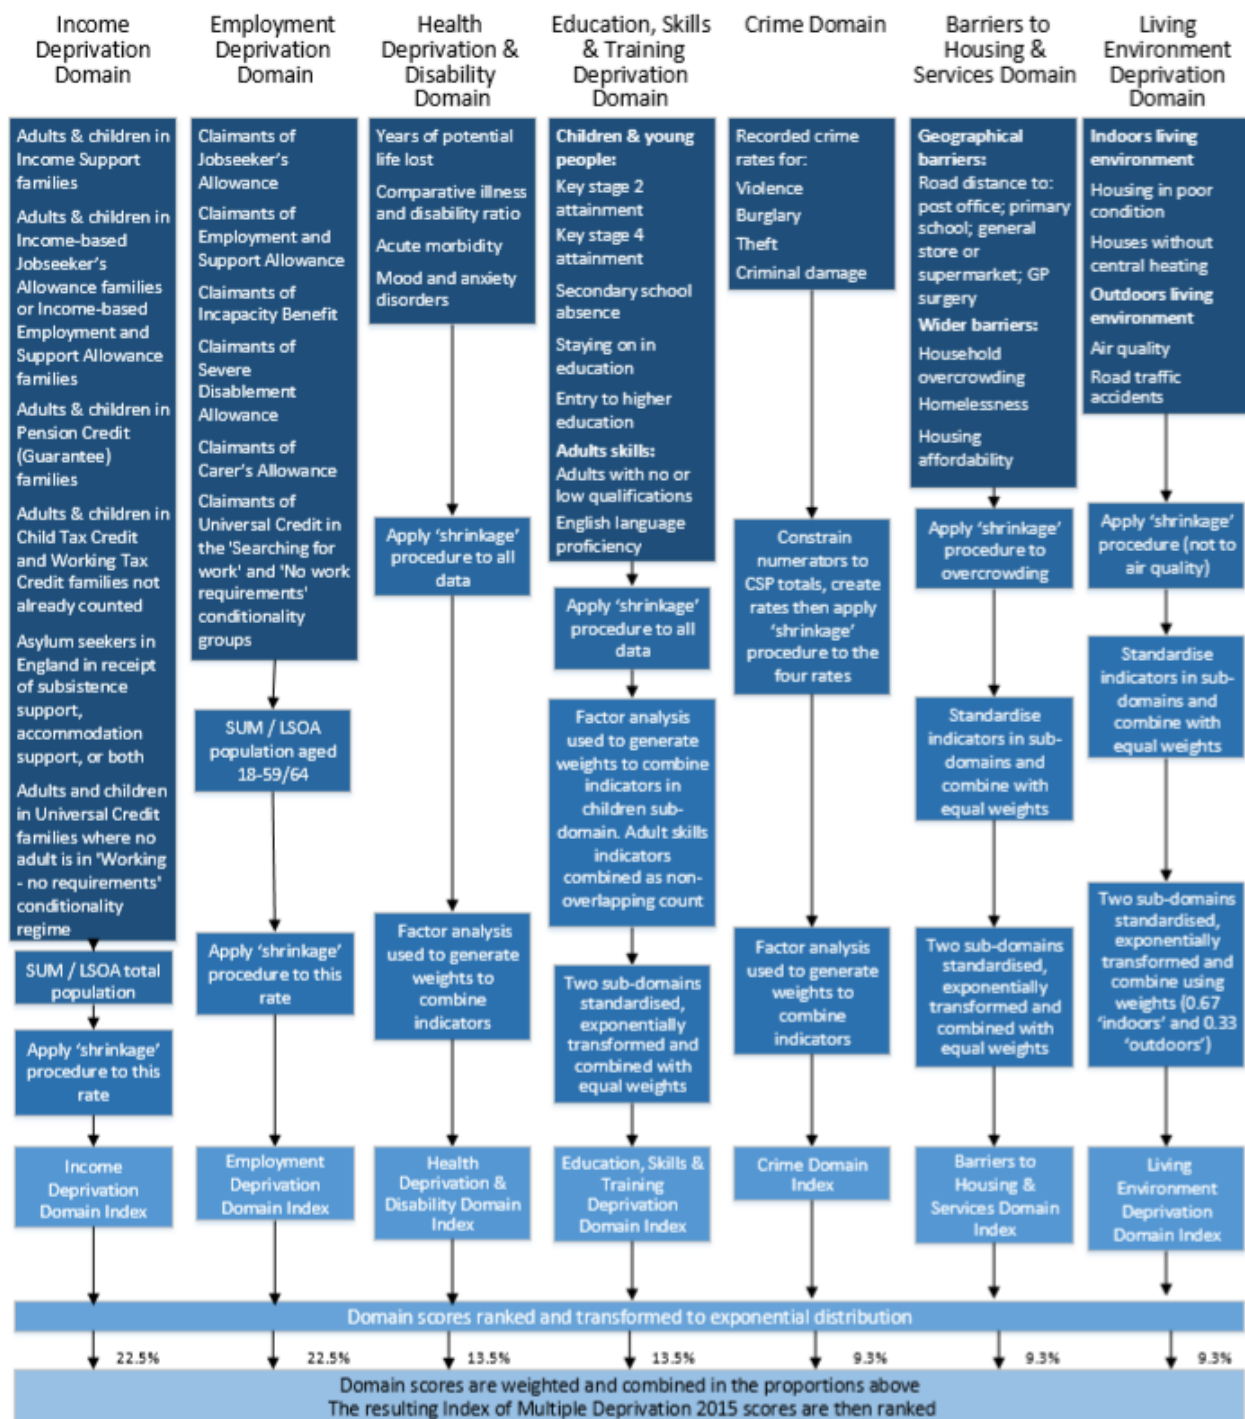 Income
Deprivation
Domain
Adults & children in
Income Support
families
Adults & children in
Income-based
Jobseeker's
Allowance families
or Income-based
Employment and
Support Allowance
families
Adults & children in
Pension Credit
(Guarantee)
families
Adults & children in
Child Tax Credit
and Working Tax
Credit families not
already counted
Asylum seekers in
England in receipt
of subsistence
support,
accommodation
support, or both
Adults and children
in Universal Credit
families where no
adult is in 'Working
- no requirements'
conditionality
regime
SUM / LSOA total
population
Apply 'shrinkage'
procedure to this
rate
Income
Deprivation
Domain Index
Employment
Deprivation
Domain
Claimants of
Jobseeker's
Allowance
Claimants of
Employment and
Support Allowance
Claimants of
Incapacity Benefit
Claimants of
Severe
Disablement
Allowance
Claimants of
Carer's Allowance
Claimants of
Universal Credit in
the 'Searching for
work' and 'No work
requirements'
conditionality
groups
SUM / LSOA
population aged
18-59/64
Apply 'shrinkage'
procedure to this
rate
Employment
Deprivation
Domain Index
Health
Deprivation &
Disability
Domain
Years of potential
life lost
Comparative illness
and disability ratio
Acute morbidity
Mood and anxiety
disorders
Apply 'shrinkage'
procedure to all
data
Factor analysis
used to generate
weights to
combine
indicators
Health
Deprivation &
Disability Domain
Index
Education, Skills
& Training
Deprivation
Domain
Children & young
people:
Key stage 2
attainment
Key stage 4
attainment
Secondary school
absence
Staying on in
education
Entry to higher
education
Adults skills:
Adults with no or
low qualifications
English language
proficiency
Apply 'shrinkage'
procedure to all
data
Factor analysis
used to generate
weights to combine
indicators in
children sub-
domain. Adult skills
indicators
combined as non-
overlapping count
Two sub-domains
standardised,
exponentially
transformed and
combined with
equal weights
Education, Skills &
Training
Deprivation
Domain Index
Crime Domain
Recorded crime
rates for:
Violence
Burglary
Theft
Criminal damage
Constrain
numerators to
CSP totals, create
rates then apply
'shrinkage'
procedure to the
four rates
Factor analysis
used to generate
weights to
combine
indicators
Crime Domain
Index
Barriers to
Housing &
Services Domain
Geographical
barriers:
Road distance to:
post office; primary
school; general
store or
supermarket; GP
surgery
Wider barriers:
Household
overcrowding
Homelessness
Housing
affordability
Apply 'shrinkage'
procedure to
overcrowding
Standardise
indicators in sub-
domains and
combine with
equal weights
Two sub-domains
standardised,
exponentially
transformed and
combined with
equal weights
Barriers to
Housing &
Services Domain
Index
Living
Environment
Deprivation
Domain
Indoors living
environment
Housing in poor
condition
Houses without
central heating
Outdoors living
environment
Air quality
Road traffic
accidents
Apply 'shrinkage'
procedure (not to
air quality)
Standardise
indicators in sub-
domains and
combine with
equal weights
Two sub-domains
standardised,
exponentially
transformed and
combine using
weights (0.67
'indoors' and 0.33
'outdoors')
Living
Environment
Deprivation
Domain Index
Domain scores ranked and transformed to exponential distribution
22.5% 22.5% 13.5% 13.5% 9.3% 9.3% 9.3%
Domain scores are weighted and combined in the proportions above
The resulting Index of Multiple Deprivation 2015 scores are then ranked